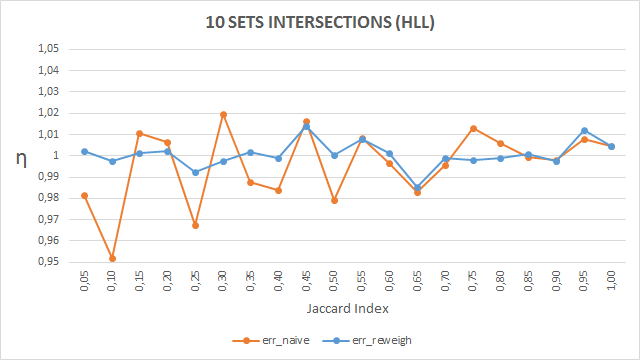 10 SETS INTERSECTIONS (HLL)
1,05
1,04
1,03
1,02
1,01
1
0,99
0,98
0,97
0,96
0,95
η
0,05 0,10 0,15 0,20 0,25 0,30 0,35 0,40 0,45 0,50 0,55 0,60 0,65 0,70 0,75 0,80 0,85 0,90 0,95 1,00
Jaccard Index
err_naive err_reweigh